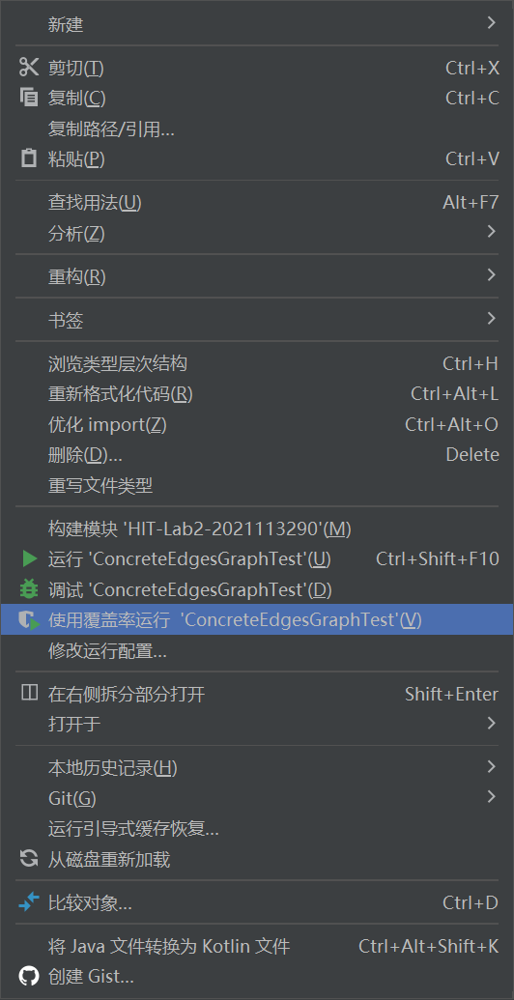 新建
剪切(T) Ctrl+X
复制(C) Ctrl+C
复制路径/引用...
粘贴(P) Ctrl+V
查找用法(U) Alt+F7
分析(Z)
重构(R)
书签
浏览类型层次结构 Ctrl+H
重新格式化代码(R) Ctrl+Alt+L
优化 import(Z) Ctrl+Alt+O
删除(D)... Delete
重写文件类型
构建模块 'HIT-Lab2-2021113290'(M)
运行 'ConcreteEdgesGraphTest'(U) Ctrl+Shift+F10
调试 'ConcreteEdgesGraphTest'(D)
使用覆盖率运行 'ConcreteEdgesGraphTest'(V)
修改运行配置...
在右侧拆分部分打开 Shift+Enter
打开于
本地历史记录(H)
Git(G)
运行引导式缓存恢复...
从磁盘重新加载
比较对象... Ctrl+D
将 Java 文件转换为 Kotlin 文件 Ctrl+Alt+Shift+K
创建 Gist...